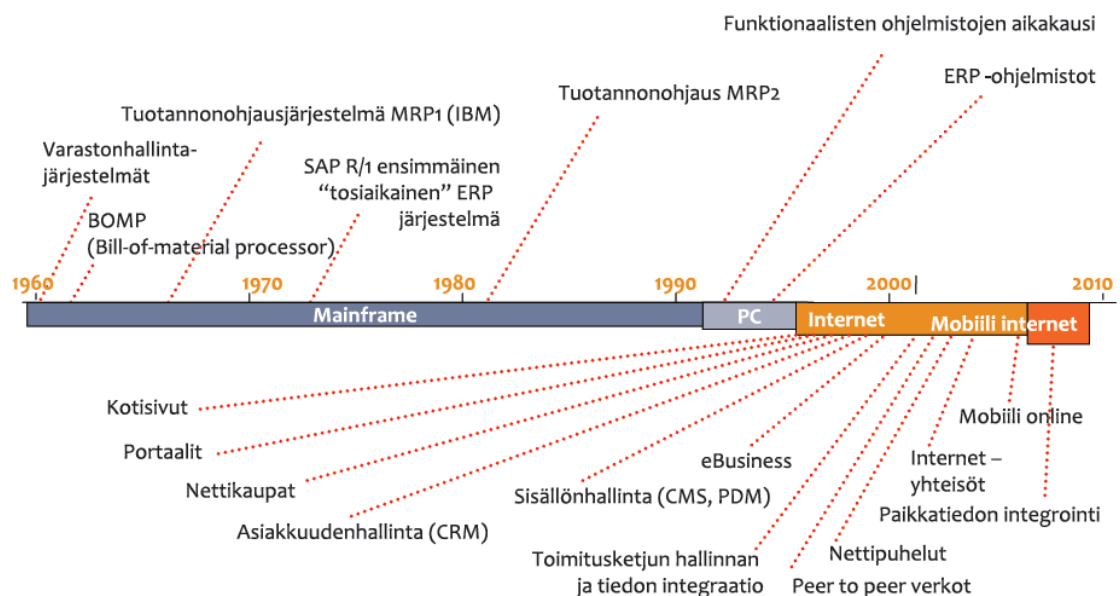 Funktionaalisten ohjelmistojen aikakausi
ERP -ohjelmistot
Tuotannonohjaus MRP2
Tuotannonohjausjärjestelmä MRP1 (IBM)
Varastonhallinta-
järjestelmät
SAP R/1 ensimmäinen
“tosiaikainen” ERP
järjestelmä
BOMP
(Bill-of-material processor)
1960 1970 1980 1990 2000 2010
Mainframe PC Internet Mobiili internet
Kotisivut
Portaalit
Nettikaupat
Asiakkuudenhallinta (CRM)
Sisällönhallinta (CMS, PDM)
eBusiness
Toimitusketjun hallinnan
ja tiedon integraatio
Peer to peer verkot
Nettipuhelut
Internet –
yhteisöt
Mobiili online
Paikkatiedon integrointi